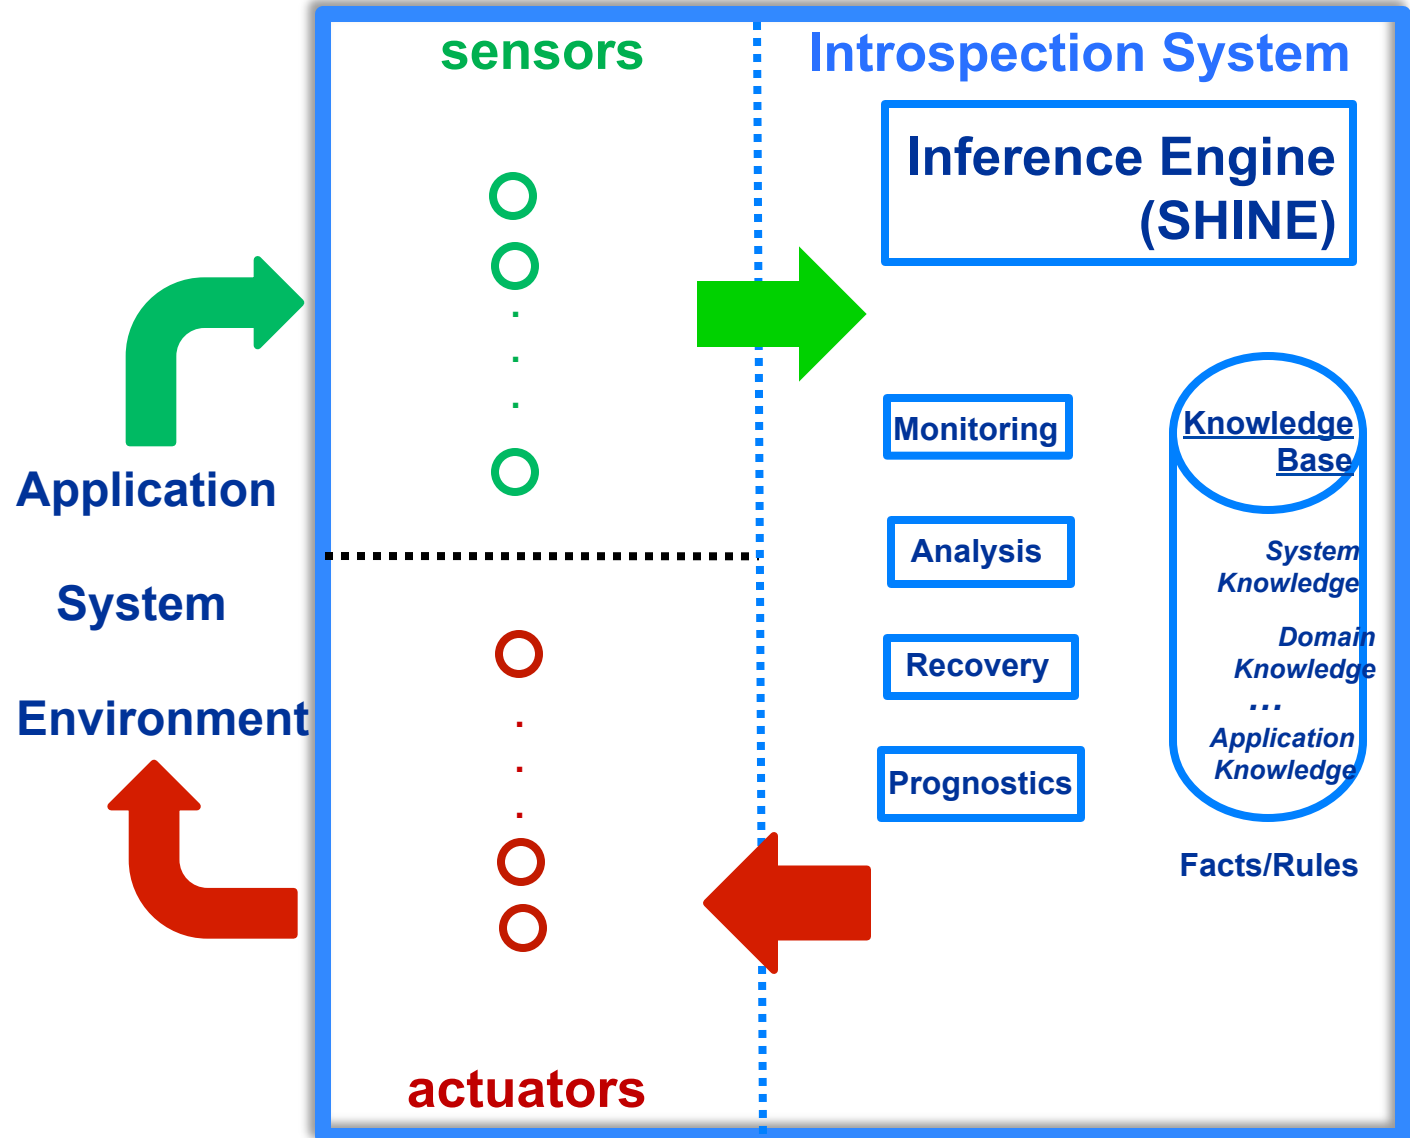 sensors
Introspection System
Inference Engine
(SHINE)
Monitoring
Knowledge
Base
Application
Analysis
System
Knowledge
System
Recovery
Domain
Knowledge
...
Environment
Application
Knowledge
Prognostics
Facts/Rules
actuators